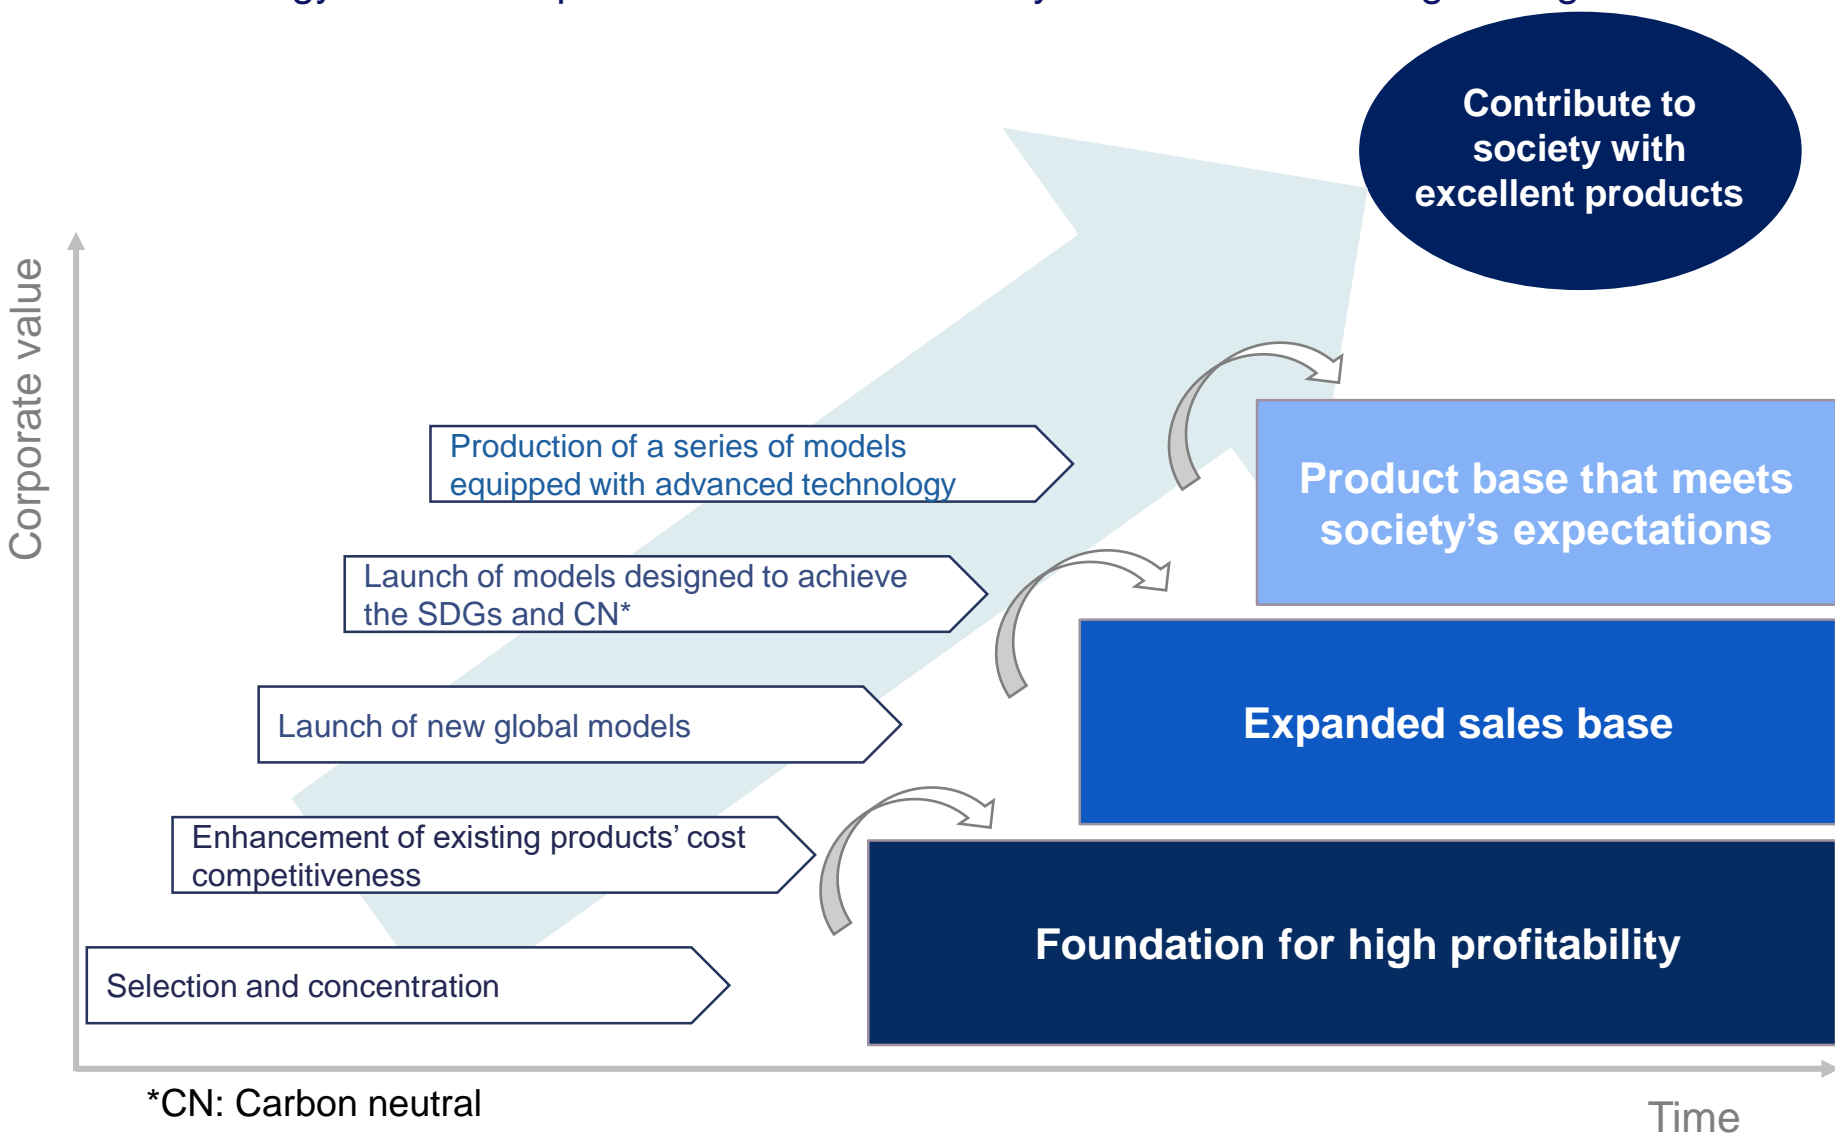 Contribute to
society with
excellent products
Corporate value
Production of a series of models
equipped with advanced technology
Product base that meets
society’s expectations
Launch of models designed to achieve
the SDGs and CN*
Launch of new global models
Expanded sales base
Enhancement of existing products’ cost
competitiveness
Foundation for high profitability
Selection and concentration
*CN: Carbon neutral
Time